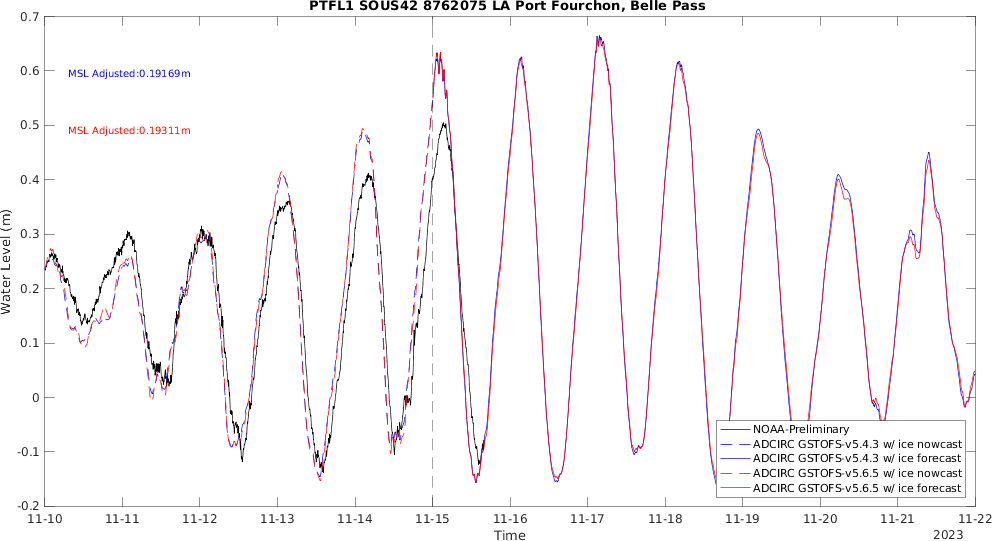 PTFL1 SOUS42 8762075 LA Port Fourchon, Belle Pass
0.7
0.6
0.5
0.4
0.3
0.2
0.1
0
-0.1
-0.2
Water Level (m)
MSL Adjusted:0.19169m
MSL Adjusted:0.19311m
NOAA-Preliminary
ADCIRC GSTOFS-v5.4.3 w/ ice nowcast
ADCIRC GSTOFS-v5.4.3 w/ ice forecast
ADCIRC GSTOFS-v5.6.5 w/ ice nowcast
ADCIRC GSTOFS-v5.6.5 w/ ice forecast
11-10 11-11 11-12 11-13 11-14 11-15 11-16 11-17 11-18 11-19 11-20 11-21 11-22
Time
2023